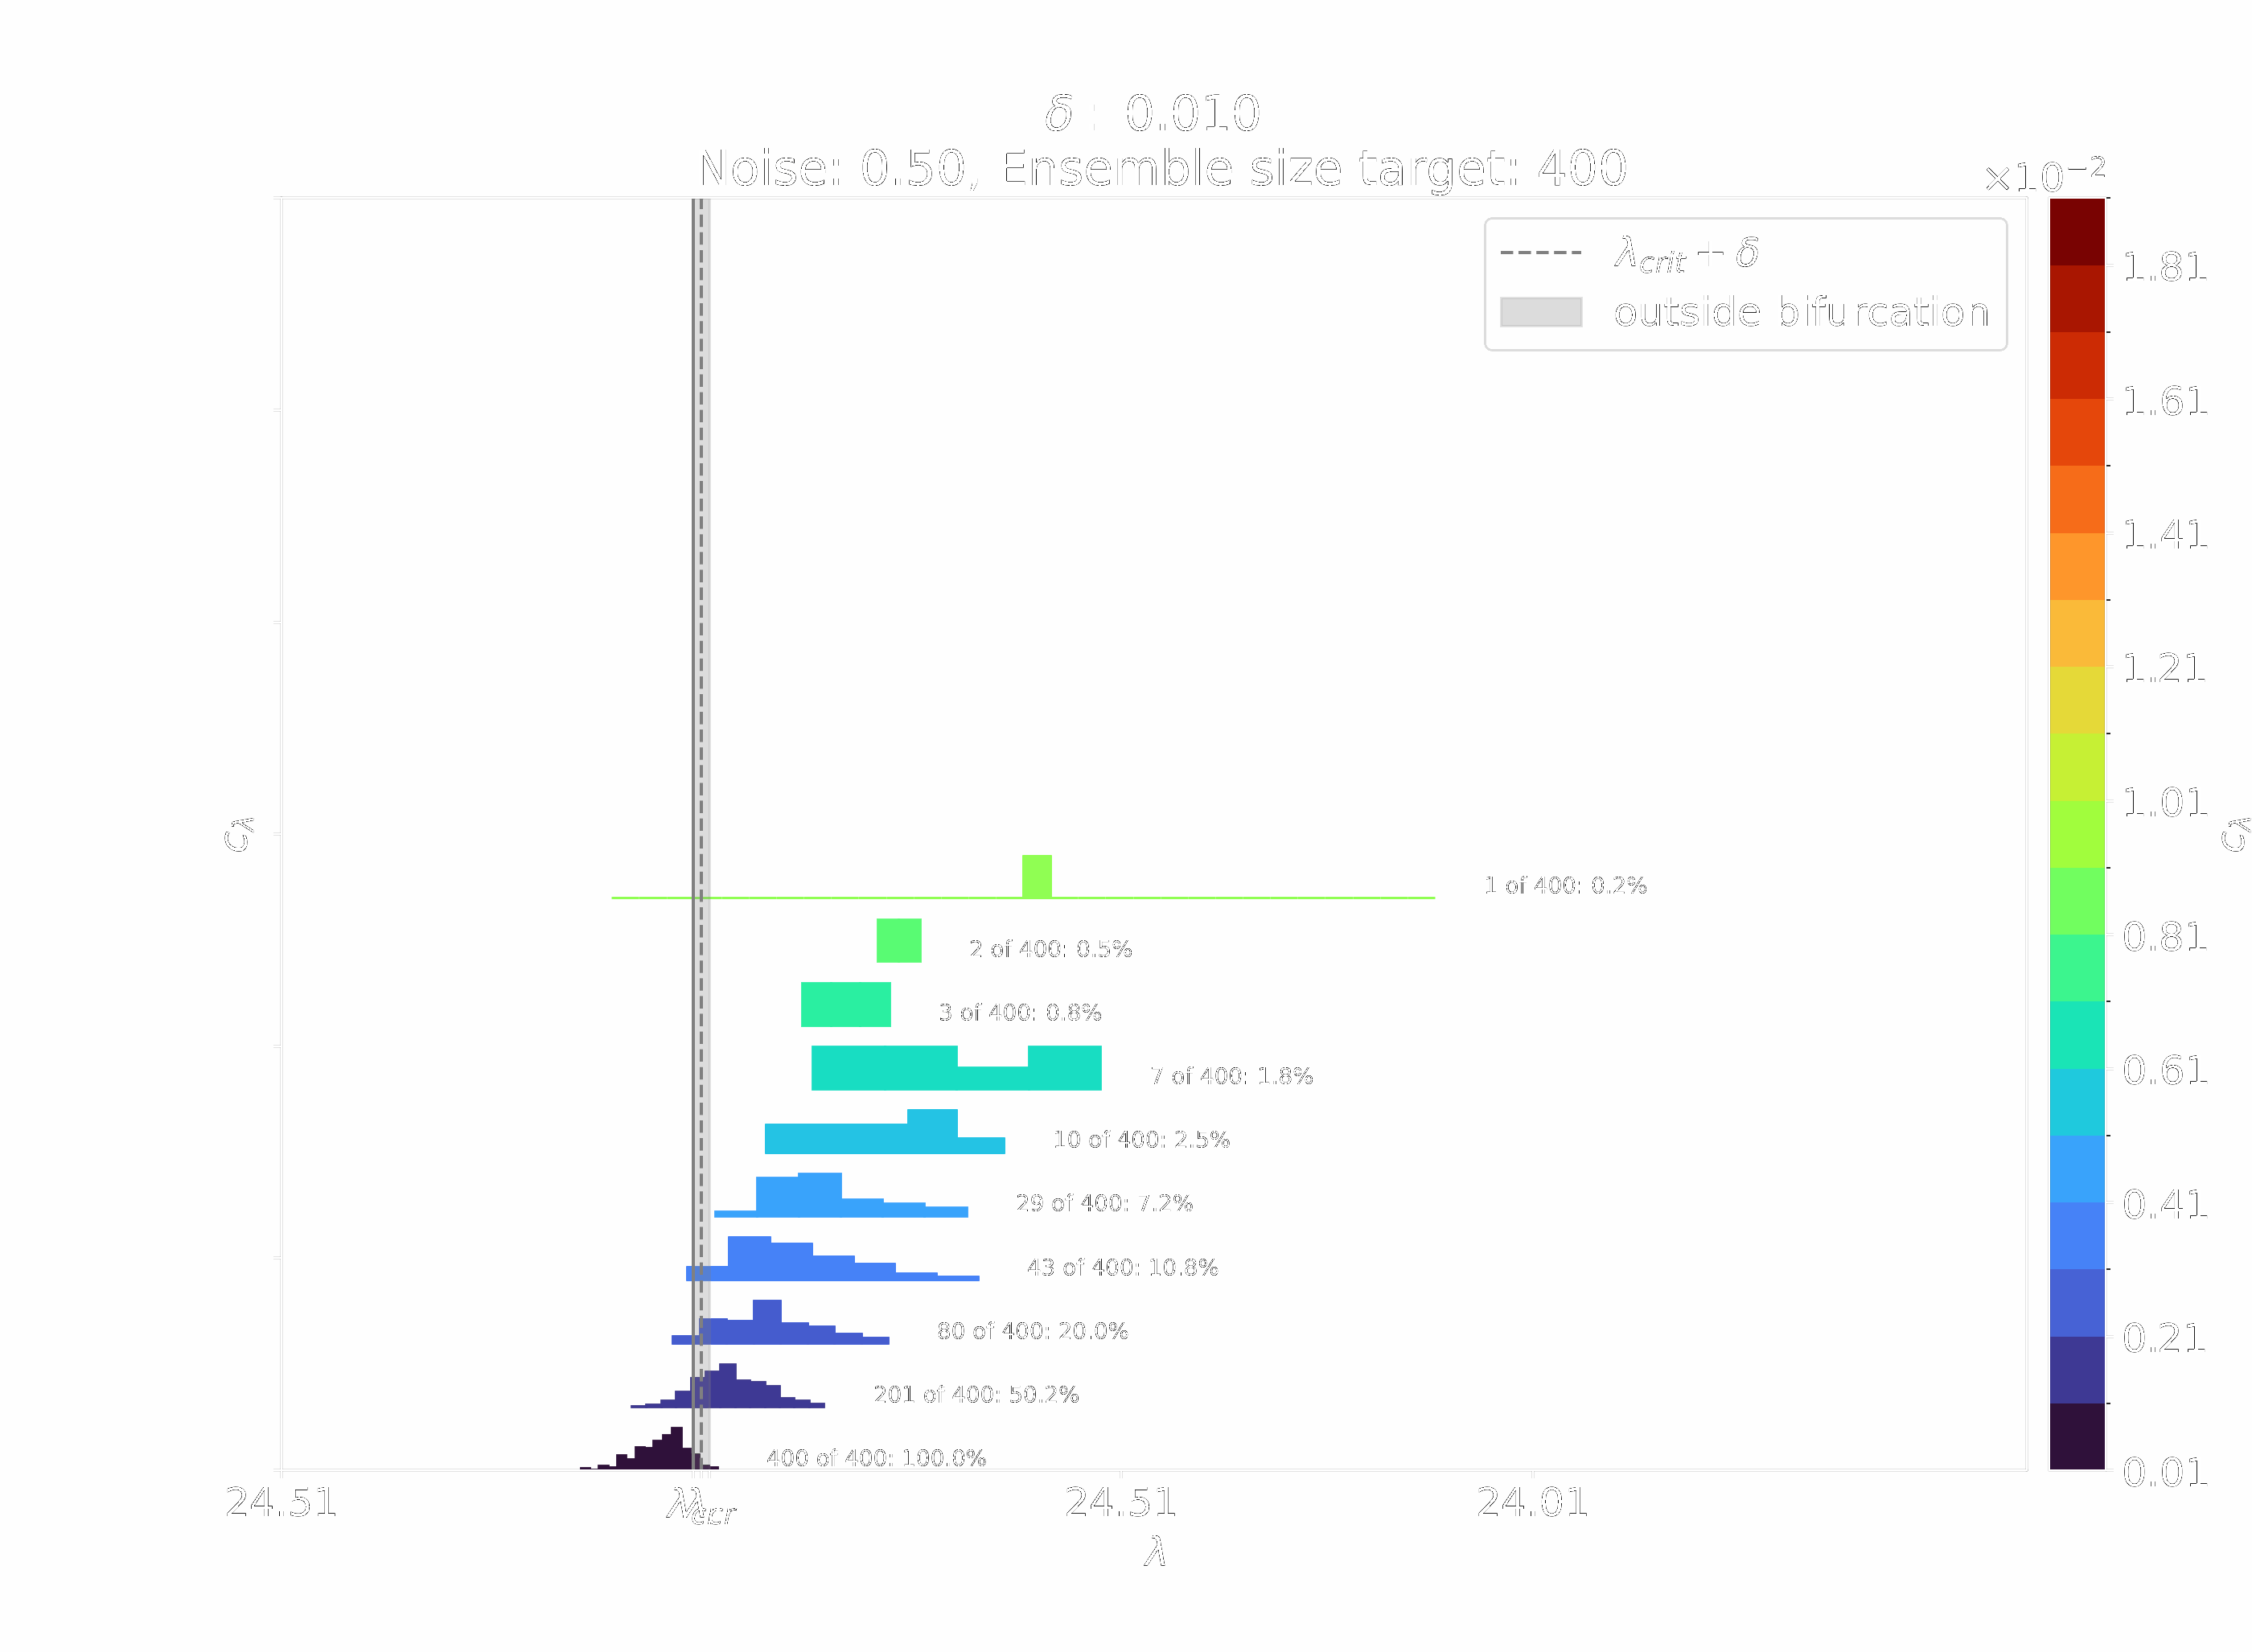 δ : 0.010
Noise: 0.50, Ensemble size target: 400
×10⁻²
λ_crit + δ
outside bifurcation
1.81
1.61
1.41
1.21
1.01
0.81
0.61
0.41
0.21
0.01
c_λ
c_λ
1 of 400: 0.2%
2 of 400: 0.5%
3 of 400: 0.8%
7 of 400: 1.8%
10 of 400: 2.5%
29 of 400: 7.2%
43 of 400: 10.8%
80 of 400: 20.0%
201 of 400: 50.2%
400 of 400: 100.0%
24.51
24.51
24.01
λ